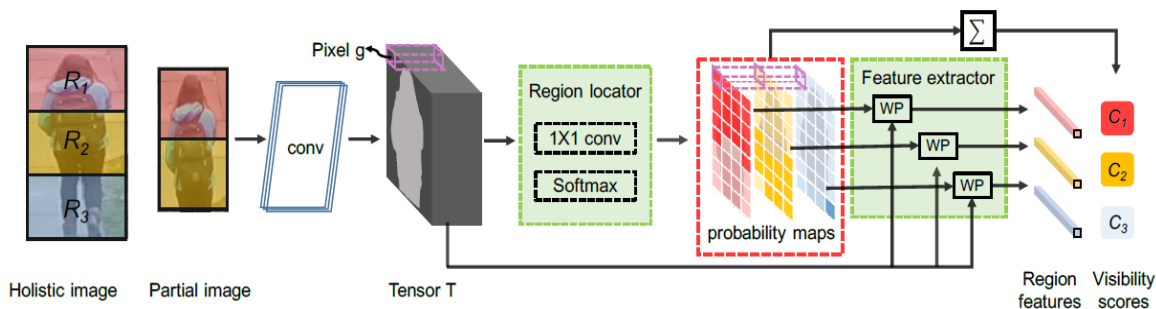 R1
R2
R3
Holistic image
Partial image
conv
Pixel g
Tensor T
Region locator
1X1 conv
Softmax
probability maps
Feature extractor
WP
WP
WP
∑
C1
C2
C3
Region
features
Visibility
scores